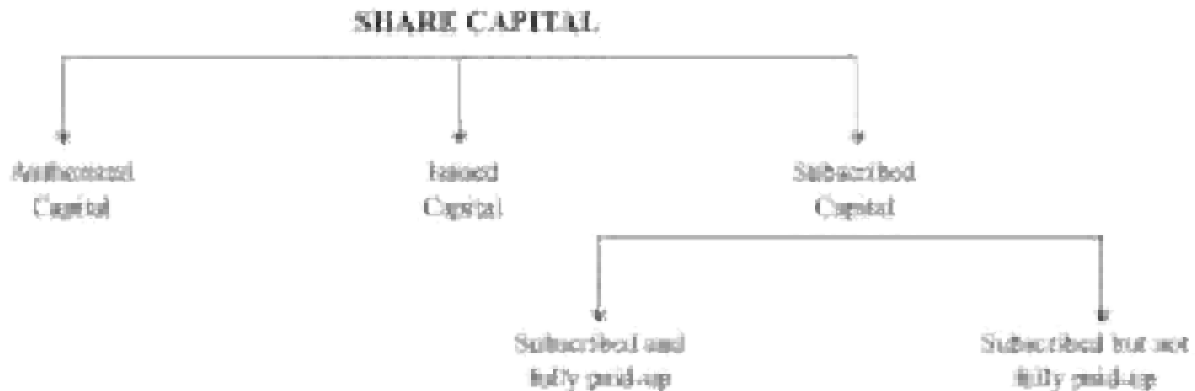 SHARE CAPITAL
Authorised
Capital
Issued
Capital
Subscribed
Capital
Subscribed and
fully paid-up
Subscribed but not
fully paid-up